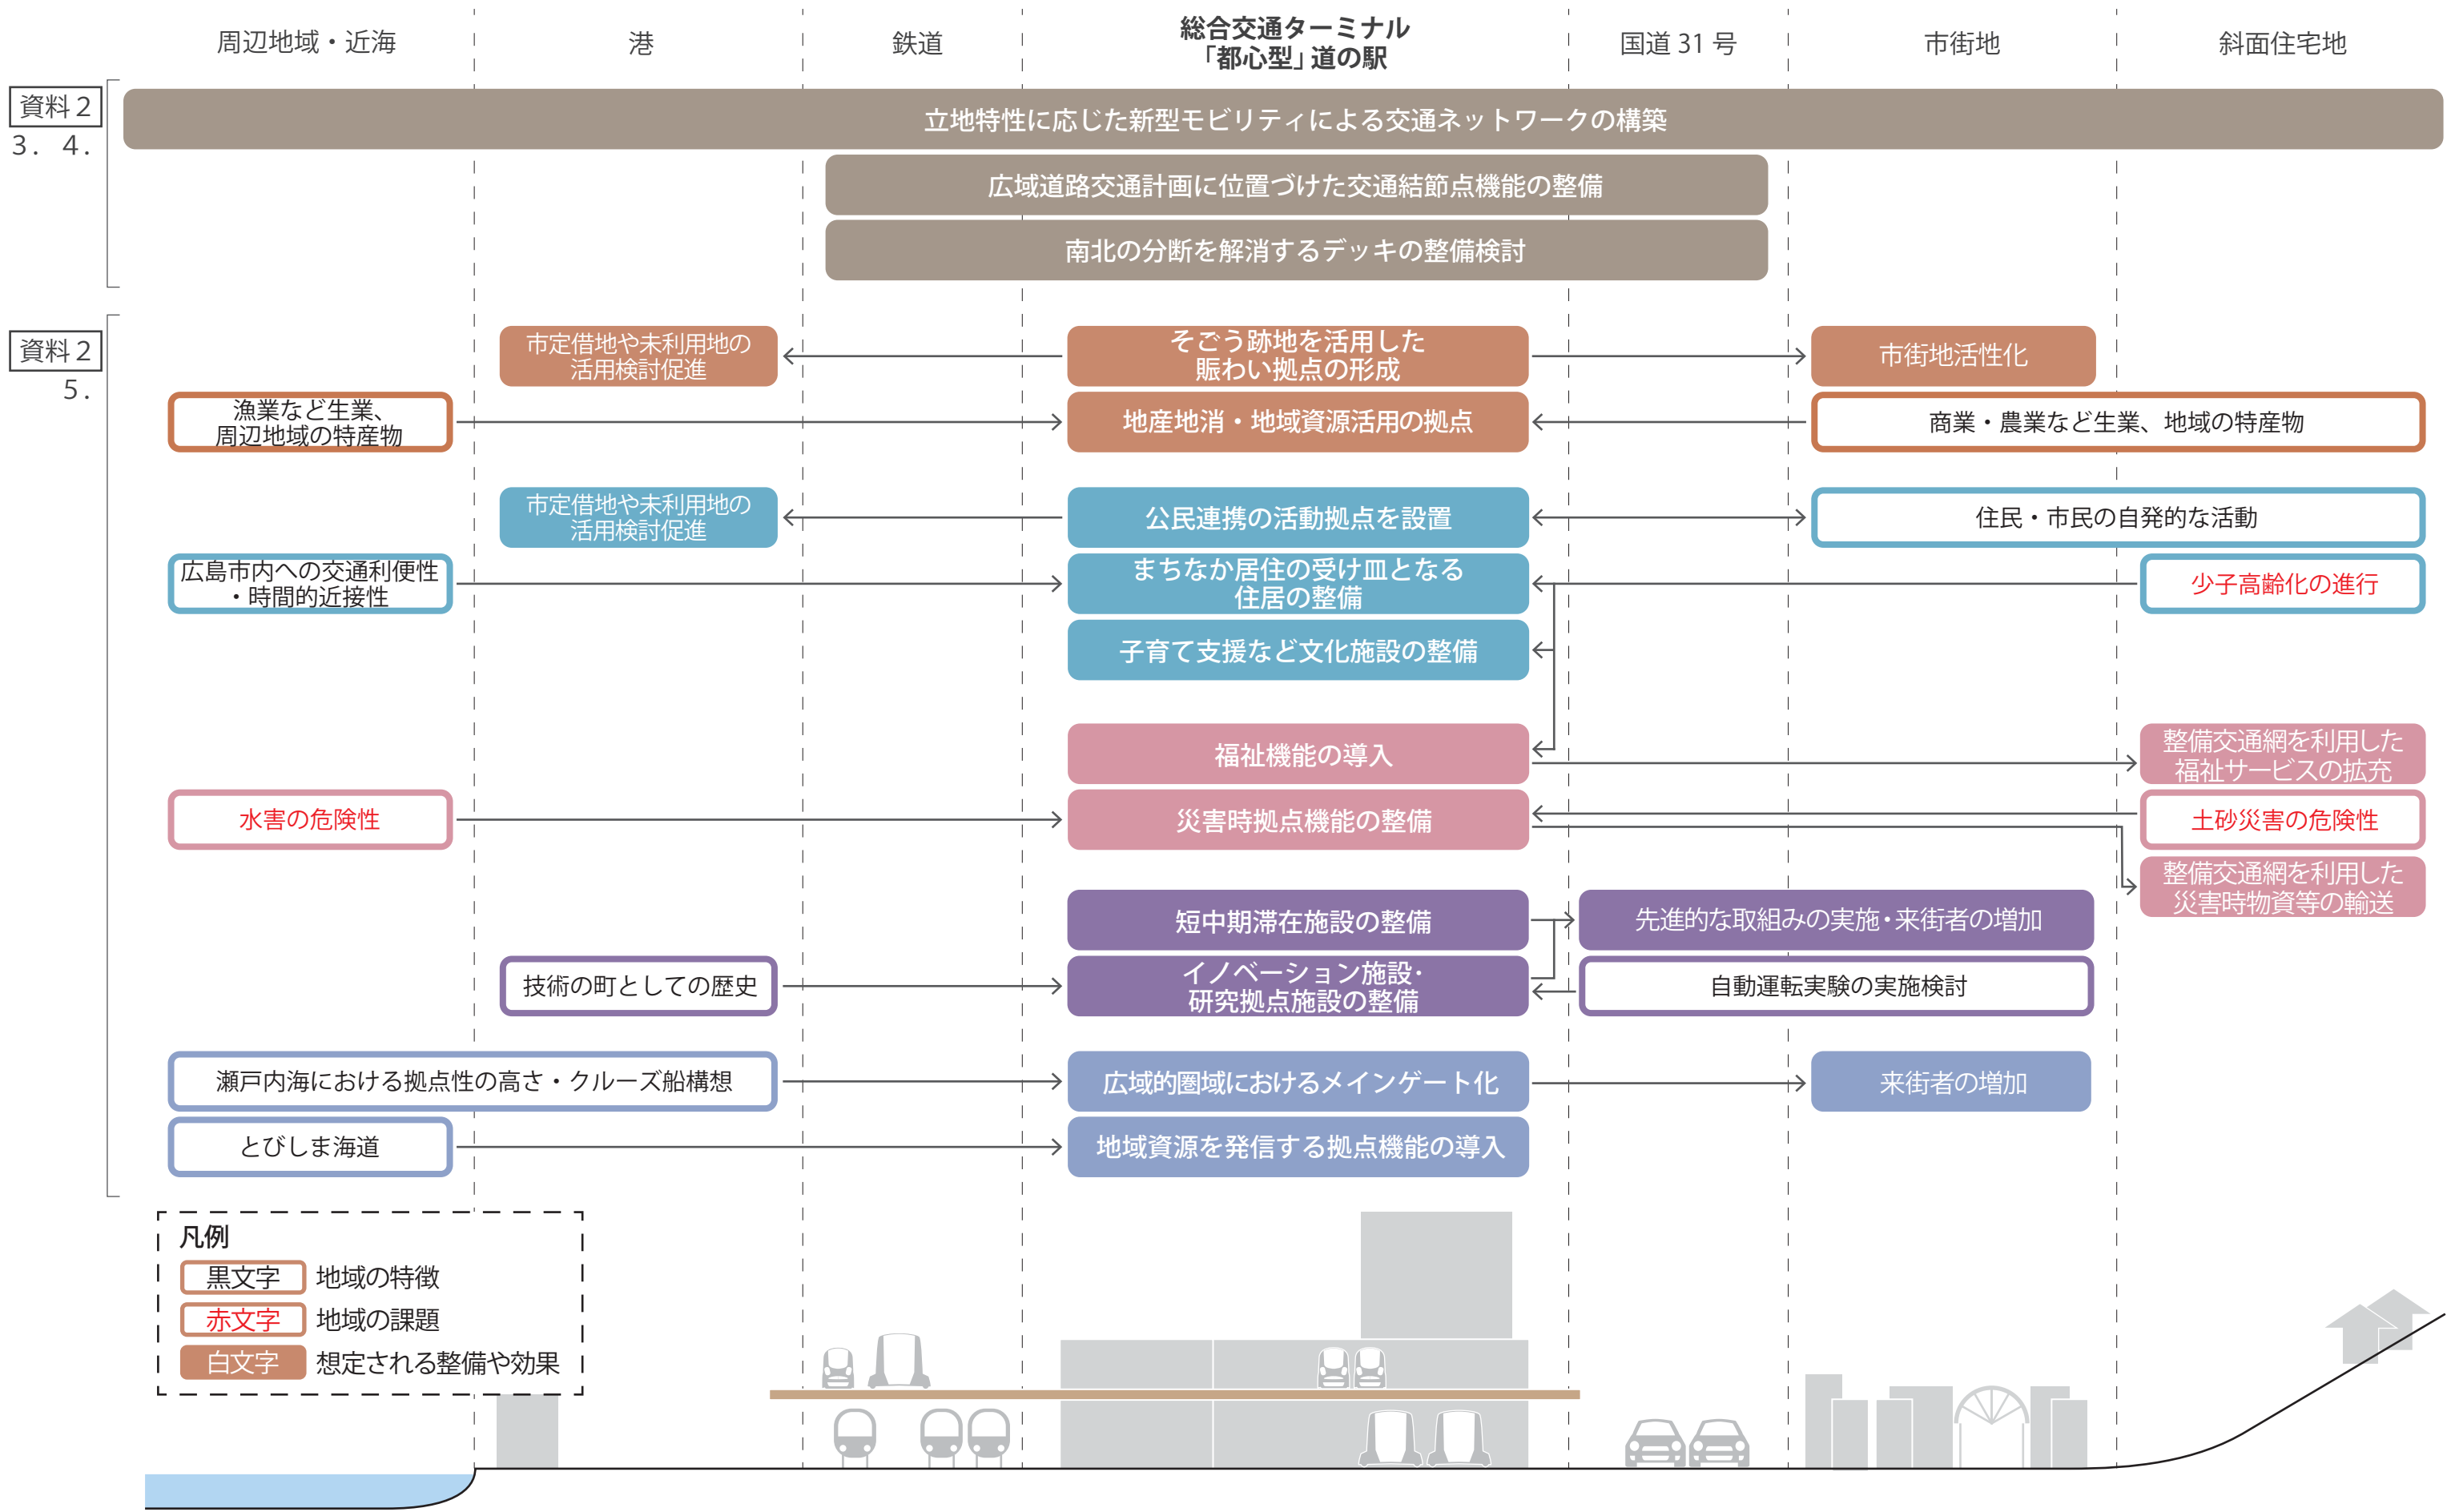 周辺地域・近海
港
鉄道
総合交通ターミナル
「都心型」道の駅
国道 31 号
市街地
斜面住宅地
資料２
３． ４．
立地特性に応じた新型モビリティによる交通ネットワークの構築
広域道路交通計画に位置づけた交通結節点機能の整備
南北の分断を解消するデッキの整備検討
資料２
５．
市定借地や未利用地の
活用検討促進
そごう跡地を活用した
賑わい拠点の形成
市街地活性化
漁業など生業、
周辺地域の特産物
地産地消・地域資源活用の拠点
商業・農業など生業、地域の特産物
市定借地や未利用地の
活用検討促進
公民連携の活動拠点を設置
住民・市民の自発的な活動
広島市内への交通利便性
・時間的近接性
まちなか居住の受け皿となる
住居の整備
少子高齢化の進行
子育て支援など文化施設の整備
福祉機能の導入
整備交通網を利用した
福祉サービスの拡充
水害の危険性
災害時拠点機能の整備
土砂災害の危険性
整備交通網を利用した
災害時物資等の輸送
短中期滞在施設の整備
先進的な取組みの実施・来街者の増加
技術の町としての歴史
イノベーション施設・
研究拠点施設の整備
自動運転実験の実施検討
瀬戸内海における拠点性の高さ・クルーズ船構想
広域的圏域におけるメインゲート化
来街者の増加
とびしま海道
地域資源を発信する拠点機能の導入
凡例
黒文字 地域の特徴
赤文字 地域の課題
白文字 想定される整備や効果